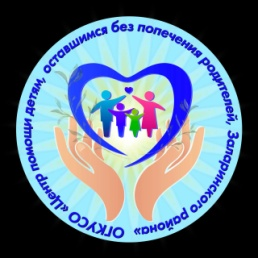 ОГКУСО «Центр помощи детям, оставшимся без попечения родителей, Заларинского района»